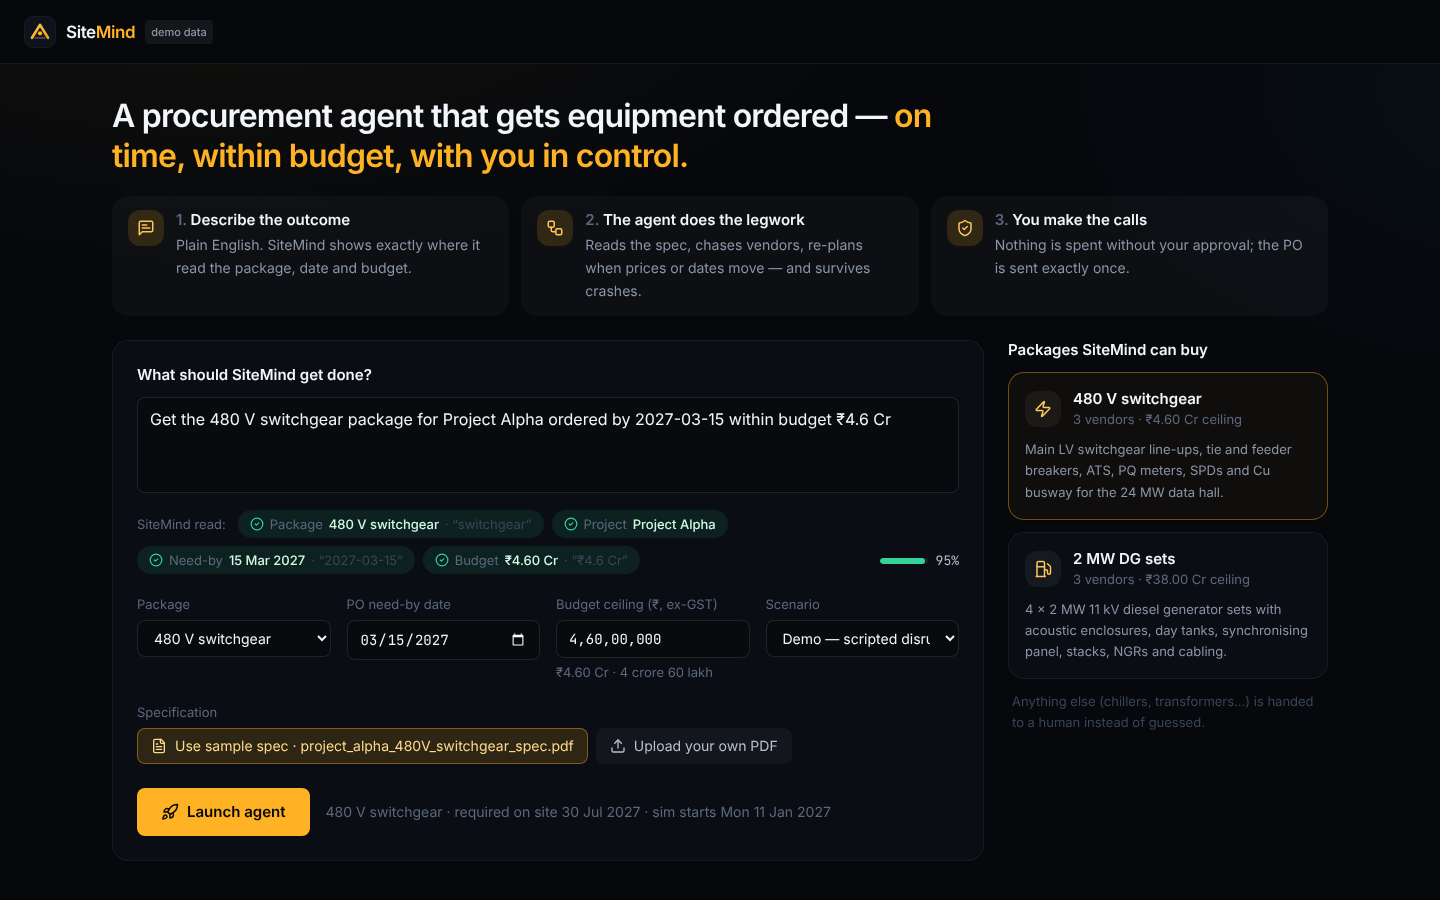 SiteMind demo data
A procurement agent that gets equipment ordered — on
time, within budget, with you in control.
1. Describe the outcome
Plain English. SiteMind shows exactly where it
read the package, date and budget.
2. The agent does the legwork
Reads the spec, chases vendors, re-plans
when prices or dates move — and survives
crashes.
3. You make the calls
Nothing is spent without your approval; the PO
is sent exactly once.
What should SiteMind get done?
Get the 480 V switchgear package for Project Alpha ordered by 2027-03-15 within budget ₹4.6 Cr
SiteMind read: Package 480 V switchgear · “switchgear” Project Project Alpha
Need-by 15 Mar 2027 · “2027-03-15” Budget ₹4.60 Cr · “₹4.6 Cr” 95%
Package PO need-by date Budget ceiling (₹, ex-GST) Scenario
480 V switchgear 03/15/2027 4,60,00,000 Demo — scripted disru
₹4.60 Cr · 4 crore 60 lakh
Specification
Use sample spec · project_alpha_480V_switchgear_spec.pdf Upload your own PDF
Launch agent 480 V switchgear · required on site 30 Jul 2027 · sim starts Mon 11 Jan 2027
Packages SiteMind can buy
480 V switchgear
3 vendors · ₹4.60 Cr ceiling
Main LV switchgear line-ups, tie and feeder
breakers, ATS, PQ meters, SPDs and Cu
busway for the 24 MW data hall.
2 MW DG sets
3 vendors · ₹38.00 Cr ceiling
4 × 2 MW 11 kV diesel generator sets with
acoustic enclosures, day tanks, synchronising
panel, stacks, NGRs and cabling.
Anything else (chillers, transformers…) is handed
to a human instead of guessed.